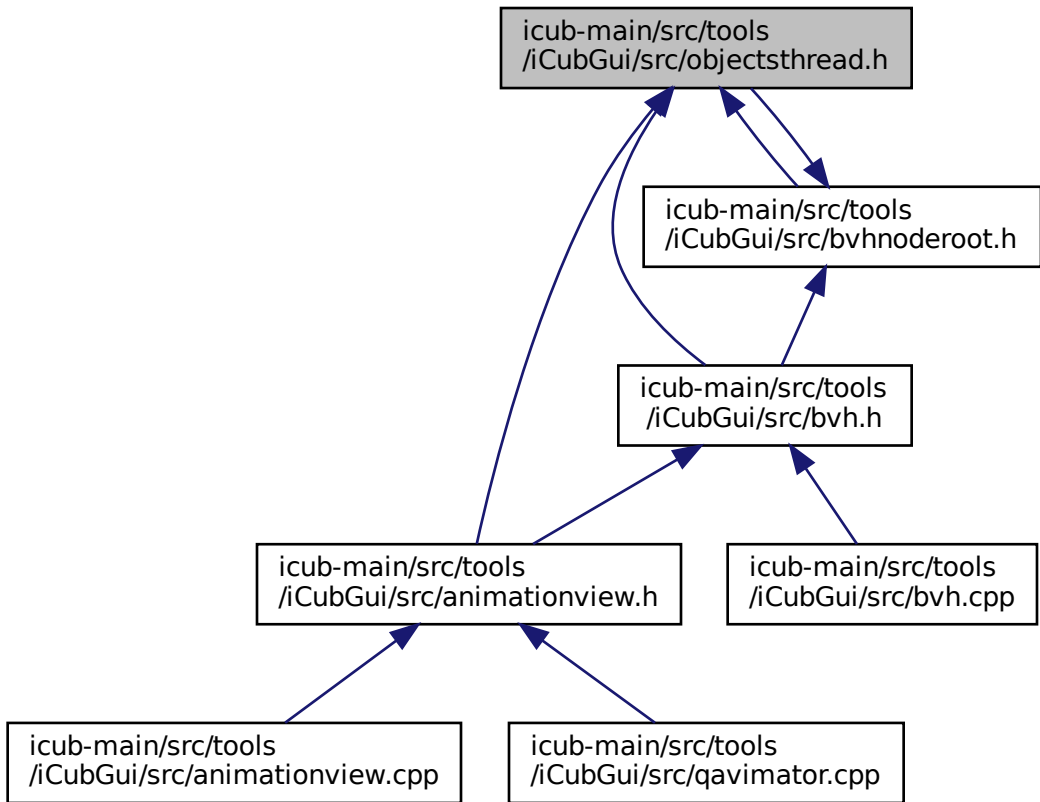 icub-main/src/tools
/iCubGui/src/objectsthread.h
icub-main/src/tools
/iCubGui/src/bvhnoderoot.h
icub-main/src/tools
/iCubGui/src/bvh.h
icub-main/src/tools
/iCubGui/src/animationview.h
icub-main/src/tools
/iCubGui/src/bvh.cpp
icub-main/src/tools
/iCubGui/src/animationview.cpp
icub-main/src/tools
/iCubGui/src/qavimator.cpp